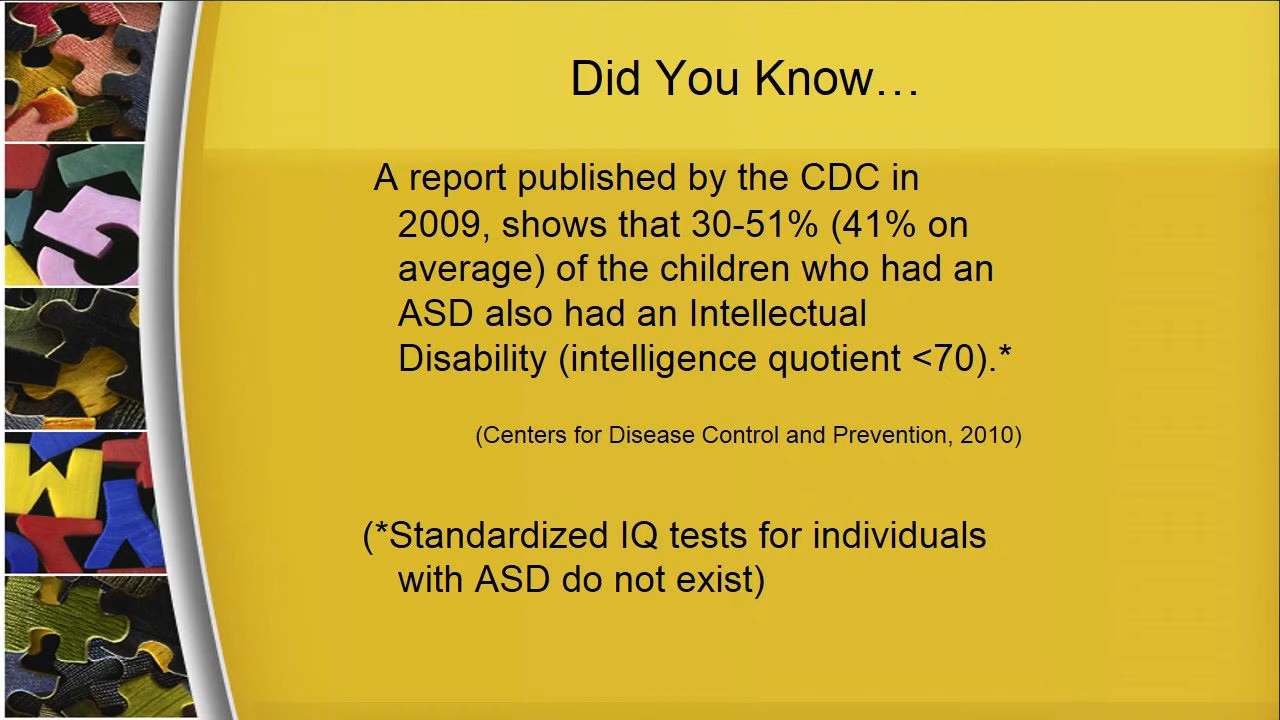 Did You Know…
A report published by the CDC in
2009, shows that 30-51% (41% on
average) of the children who had an
ASD also had an Intellectual
Disability (intelligence quotient <70).*
(Centers for Disease Control and Prevention, 2010)
(*Standardized IQ tests for individuals
with ASD do not exist)